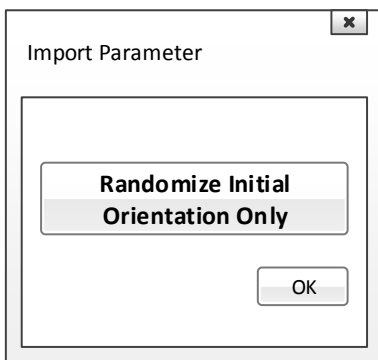 Import Parameter
Randomize Initial
Orientation Only
OK